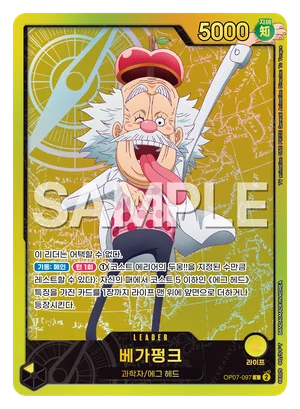 5000
지혜
知
SAMPLE
이 리더는 어택할 수 없다.
기동: 메인 턴 1회 ①(코스트 에리어의 두웅!!을 지정된 수만큼
레스트할 수 있다): 자신의 패에서 코스트 5 이하인, 《에그 헤드》
특징을 가진 카드를 1장까지 라이프 맨 위에 앞면으로 더하거나
등장시킨다.
LEADER
베가펑크
과학자/에그 헤드
라이프
OP07-097 L 2